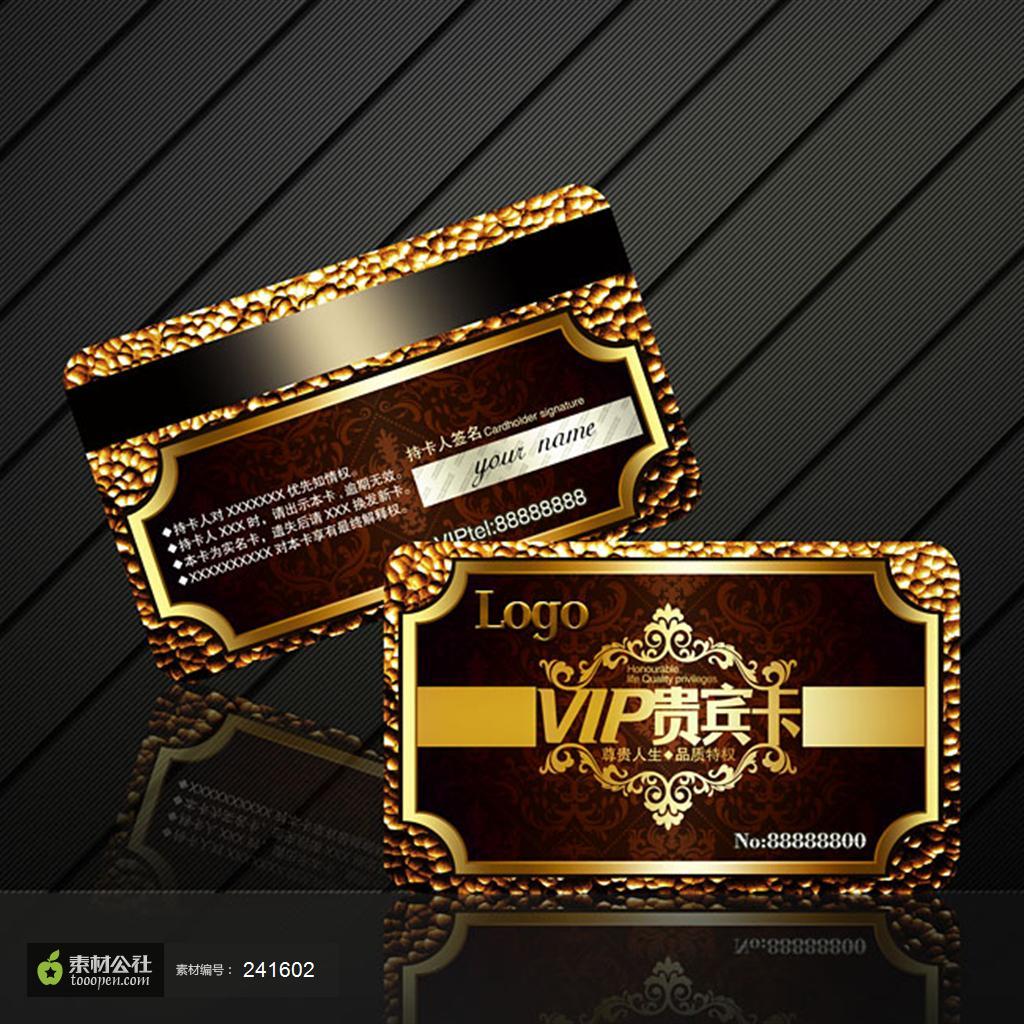 持卡人签名 Cardholder signature
your name
◆持卡人对 XXXXXXXX 优先如情权。
◆持卡人 XXX 时，请出示本卡，逾期无效。
◆本卡为实名卡，遗失后请 XXX 换发新卡。
◆XXXXXXXXXX 对本卡享有最终解释权。
VIPtel:88888888
Logo
Honourable
life Quality privileges
VIP贵宾卡
尊贵人生◆品质特权
No:88888800
素材公社
tooopen.com
素材编号： 241602